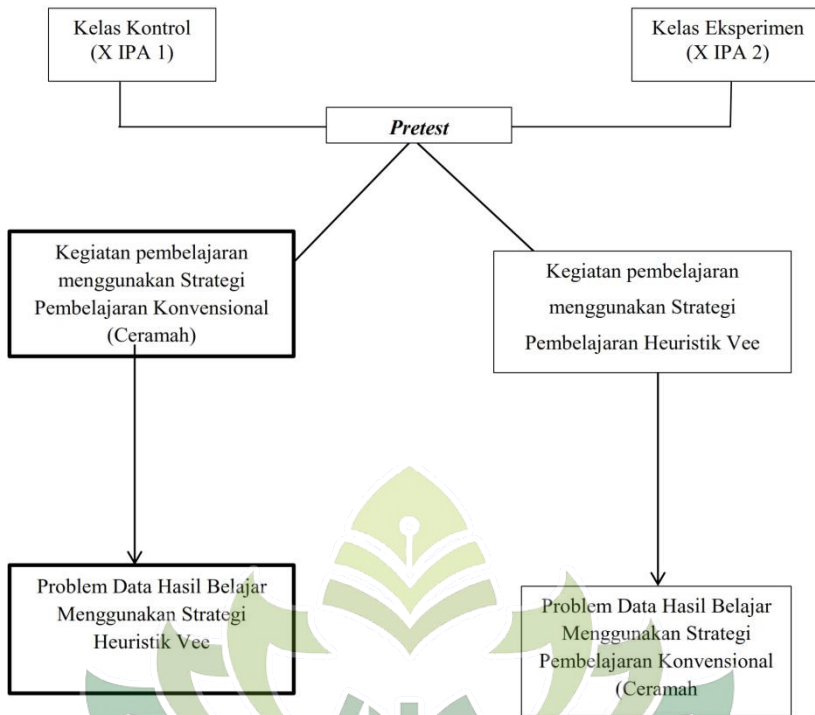 Kelas Kontrol
(X IPA 1)
Kelas Eksperimen
(X IPA 2)
Pretest
Kegiatan pembelajaran
menggunakan Strategi
Pembelajaran Konvensional
(Ceramah)
Kegiatan pembelajaran
menggunakan Strategi
Pembelajaran Heuristik Vee
Problem Data Hasil Belajar
Menggunakan Strategi
Heuristik Vee
Problem Data Hasil Belajar
Menggunakan Strategi
Pembelajaran Konvensional
(Ceramah